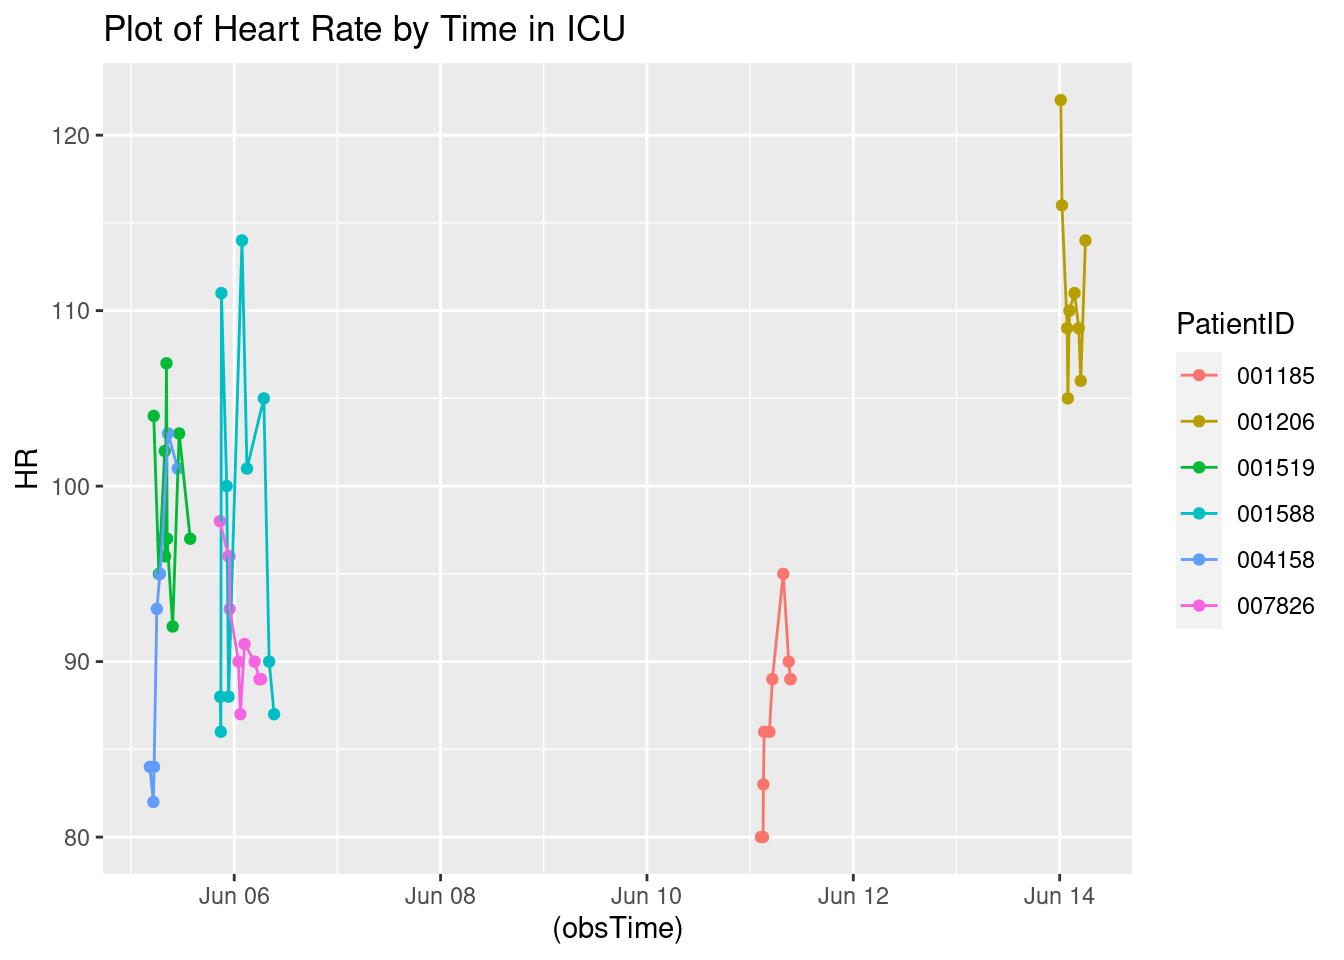 Plot of Heart Rate by Time in ICU
120
110
100
90
80
HR
Jun 06
Jun 08
Jun 10
Jun 12
Jun 14
(obsTime)
PatientID
001185
001206
001519
001588
004158
007826